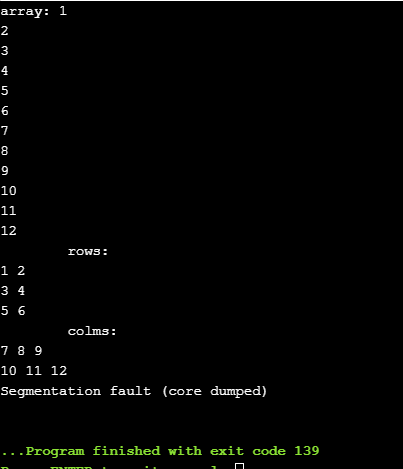 array: 1
2
3
4
5
6
7
8
9
10
11
12
rows:
1 2
3 4
5 6
colms:
7 8 9
10 11 12
Segmentation fault (core dumped)
...Program finished with exit code 139